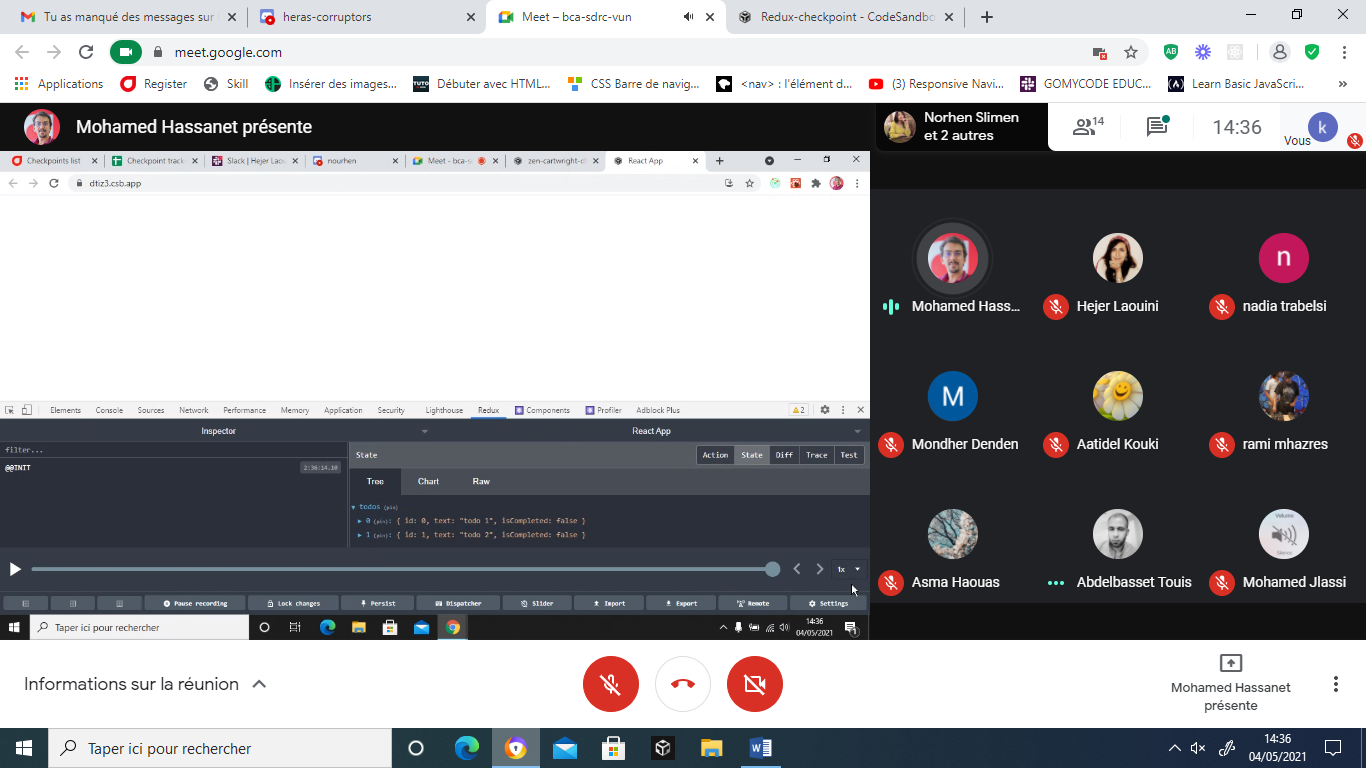 Tu as manqué des messages sur
heras-corruptors
Meet – bca-sdrc-vun
Redux-checkpoint - CodeSandbo
meet.google.com
Applications
Register
Skill
Insérer des images...
TUTO
Débuter avec HTML...
CSS Barre de navig...
<nav> : l'élément d...
(3) Responsive Navi...
GOMYCODE EDUC...
Learn Basic JavaScri...
»
Mohamed Hassanet présente
Norhen Slimen
et 2 autres
14
14:36
Vous
k
Checkpoints list
Checkpoint track
Slack | Hejer Laou
nourhen
Meet - bca-s
zen-cartwright-d
React App
dtiz3.csb.app
Elements
Console
Sources
Network
Performance
Memory
Application
Security
Lighthouse
Redux
Components
Profiler
Adblock Plus
2
Inspector
React App
filter...
@@INIT
2:36:14.10
State
Action
State
Diff
Trace
Test
Tree
Chart
Raw
todos (pin)
0 (pin): { id: 0, text: "todo 1", isCompleted: false }
1 (pin): { id: 1, text: "todo 2", isCompleted: false }
1x
Pause recording
Lock changes
Persist
Dispatcher
Slider
Import
Export
Remote
Settings
Taper ici pour rechercher
14:36
04/05/2021
1
Mohamed Hass...
Hejer Laouini
n
nadia trabelsi
M
Mondher Denden
Aatidel Kouki
rami mhazres
Asma Haouas
Abdelbasset Touis
Volume
Silence
Mohamed Jlassi
Informations sur la réunion
Mohamed Hassanet
présente
Taper ici pour rechercher
14:36
04/05/2021